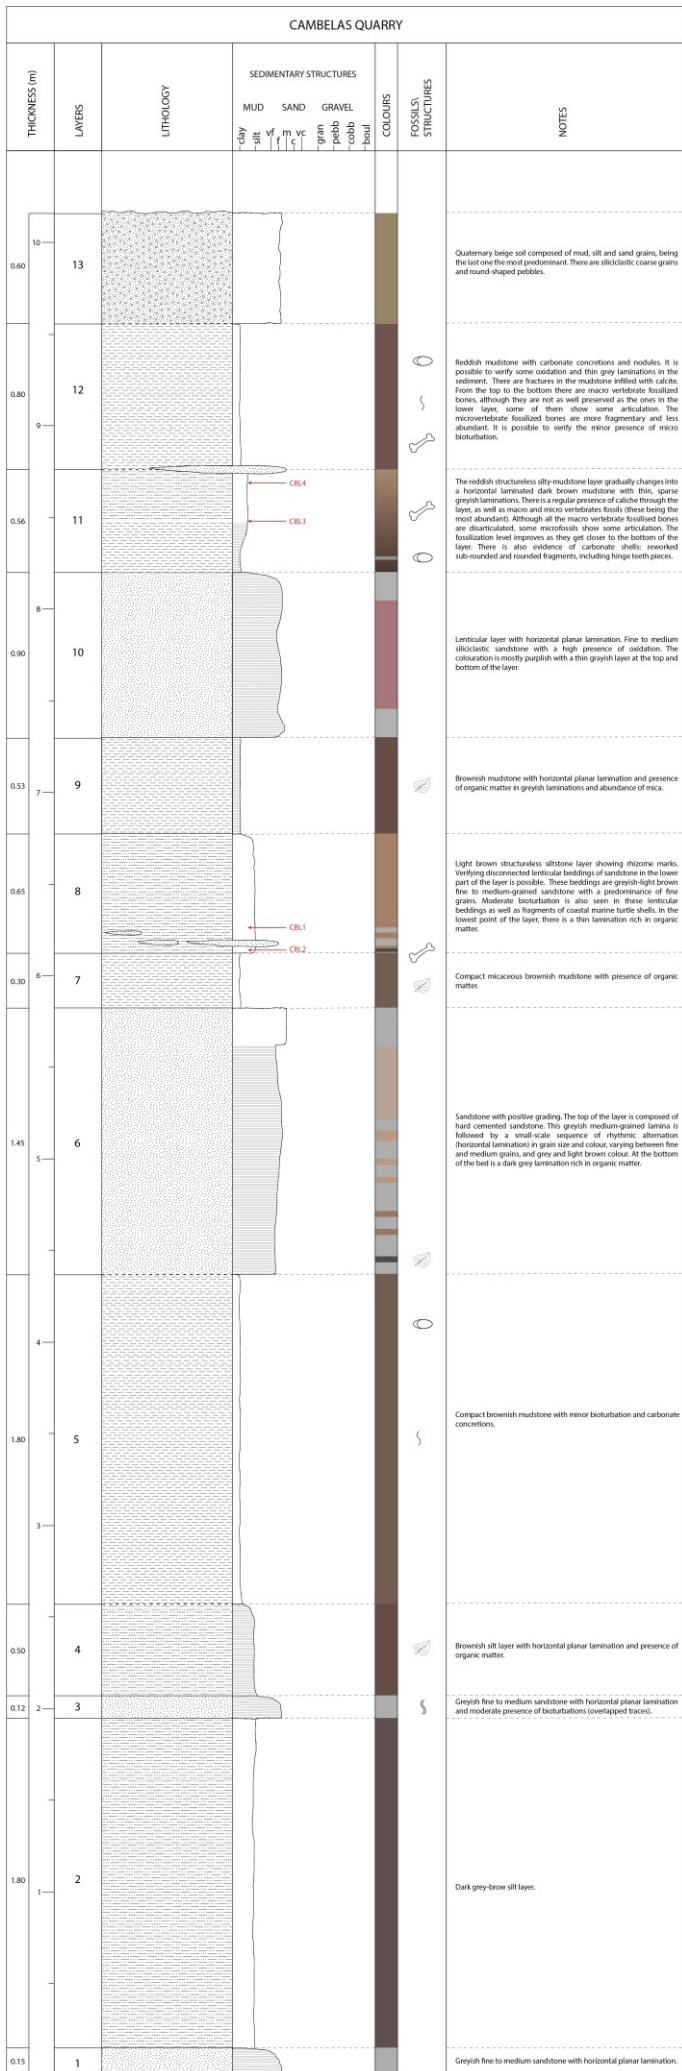 CAMBELAS QUARRY
THICKNESS (m)
LAYERS
LITHOLOGY
SEDIMENTARY STRUCTURES
MUD SAND GRAVEL
clay silt vf f m c vc gran pebb cobb boul
COLOURS
FOSSILS\
STRUCTURES
NOTES
10
0.60
13
Quaternary beige soil composed of mud, silt and sand grains, being
the last one the most predominant. There are siliciclastic coarse grains
and round-shaped pebbles.
0.80
12
9
Reddish mudstone with carbonate concretions and nodules. It is
possible to verify some oxidation and thin grey laminations in the
sediment. There are fractures in the mudstone infilled with calcite.
From the top to the bottom there are macro vertebrate fossilized
bones, although they are not as well preserved as the ones in the
lower layer, some of them show some articulation. The
microvertebrate fossilized bones are more fragmentary and less
abundant. It is possible to verify the minor presence of micro
bioturbation.
0.56
11
CBL4
CBL3
The reddish structureless silty-mudstone layer gradually changes into
a horizontal laminated dark brown mudstone with thin, sparse
greyish laminations. There is a regular presence of caliche through the
layer, as well as macro and micro vertebrates fossils (these being the
most abundant). Although all the macro vertebrate fossilised bones
are disarticulated, some microfossils show some articulation. The
fossilization level improves as they get closer to the bottom of the
layer. There is also evidence of carbonate shells: reworked
sub-rounded and rounded fragments, including hinge teeth pieces.
8
0.90
10
Lenticular layer with horizontal planar lamination. Fine to medium
siliciclastic sandstone with a high presence of oxidation. The
colouration is mostly purplish with a thin grayish layer at the top and
bottom of the layer.
0.53
7
9
Brownish mudstone with horizontal planar lamination and presence
of organic matter in greyish laminations and abundance of mica.
0.65
8
CBL1
CBL2
Light brown structureless siltstone layer showing rhizome marks.
Verifying disconnected lenticular beddings of sandstone in the lower
part of the layer is possible. These beddings are greyish-light brown
fine to medium-grained sandstone with a predominance of fine
grains. Moderate bioturbation is also seen in these lenticular
beddings as well as fragments of coastal marine turtle shells. In the
lowest point of the layer, there is a thin lamination rich in organic
matter.
6
0.30
7
Compact micaceous brownish mudstone with presence of organic
matter.
1.45
6
5
Sandstone with positive grading. The top of the layer is composed of
hard cemented sandstone. This greyish medium-grained lamina is
followed by a small-scale sequence of rhythmic alternation
(horizontal lamination) in grain size and colour, varying between fine
and medium grains, and grey and light brown colour. At the bottom
of the bed is a dark grey lamination rich in organic matter.
4
1.80
5
3
Compact brownish mudstone with minor bioturbation and carbonate
concretions.
0.50
4
Brownish silt layer with horizontal planar lamination and presence of
organic matter.
0.12
2
3
Greyish fine to medium sandstone with horizontal planar lamination
and moderate presence of bioturbations (overlapped traces).
1.80
1
2
Dark grey-brow silt layer.
0.15
1
Greyish fine to medium sandstone with horizontal planar lamination.